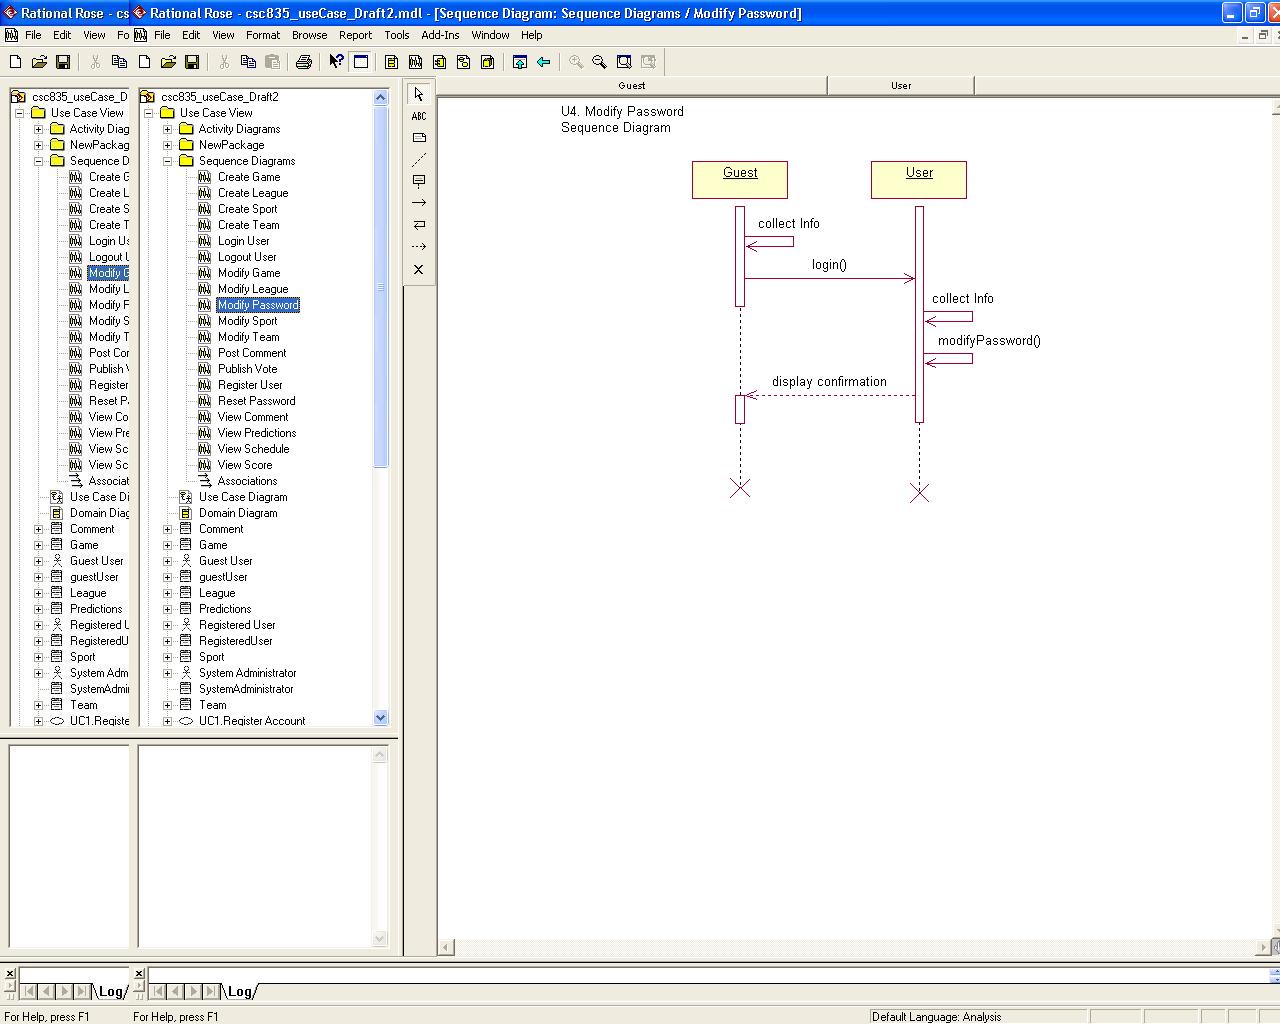 Rational Rose - cs
Rational Rose - csc835_useCase_Draft2.mdl - [Sequence Diagram: Sequence Diagrams / Modify Password]
File Edit View Fo
File Edit View Format Browse Report Tools Add-Ins Window Help
csc835_useCase_D
Use Case View
Activity Diag
NewPackag
Sequence D
Create G
Create L
Create S
Create T
Login Us
Logout U
Modify G
Modify L
Modify P
Modify S
Modify T
Post Cor
Publish V
Register
Reset Pa
View Co
View Pre
View Sc
View Sc
Associat
Use Case Di
Domain Diag
Comment
Game
Guest User
guestUser
League
Predictions
Registered U
RegisteredU
Sport
System Adm
SystemAdmi
Team
UC1.Registe
csc835_useCase_Draft2
Use Case View
Activity Diagrams
NewPackage
Sequence Diagrams
Create Game
Create League
Create Sport
Create Team
Login User
Logout User
Modify Game
Modify League
Modify Password
Modify Sport
Modify Team
Post Comment
Publish Vote
Register User
Reset Password
View Comment
View Predictions
View Schedule
View Score
Associations
Use Case Diagram
Domain Diagram
Comment
Game
Guest User
guestUser
League
Predictions
Registered User
RegisteredUser
Sport
System Administrator
SystemAdministrator
Team
UC1.Register Account
ABC
Guest
User
U4. Modify Password
Sequence Diagram
Guest
User
collect Info
login()
collect Info
modifyPassword()
display confirmation
Log
Log
For Help, press F1
For Help, press F1
Default Language: Analysis